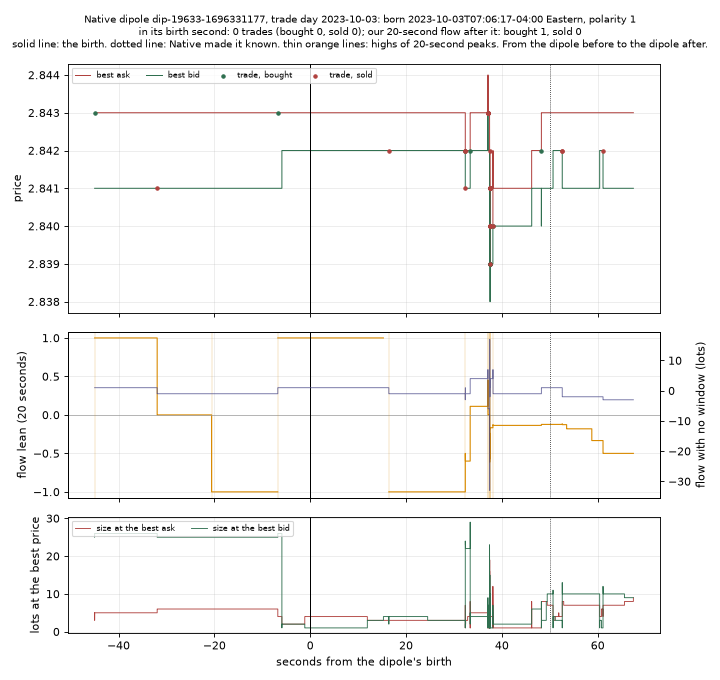 Native dipole dip-19633-1696331177, trade day 2023-10-03: born 2023-10-03T07:06:17-04:00 Eastern, polarity 1
in its birth second: 0 trades (bought 0, sold 0); our 20-second flow after it: bought 1, sold 0
solid line: the birth. dotted line: Native made it known. thin orange lines: highs of 20-second peaks. From the dipole before to the dipole after.
best ask
best bid
trade, bought
trade, sold
2.844
2.843
2.842
2.841
2.840
2.839
2.838
price
1.0
0.5
0.0
−0.5
−1.0
flow lean (20 seconds)
10
0
−10
−20
−30
flow with no window (lots)
size at the best ask
size at the best bid
30
20
10
0
lots at the best price
−40
−20
0
20
40
60
seconds from the dipole's birth